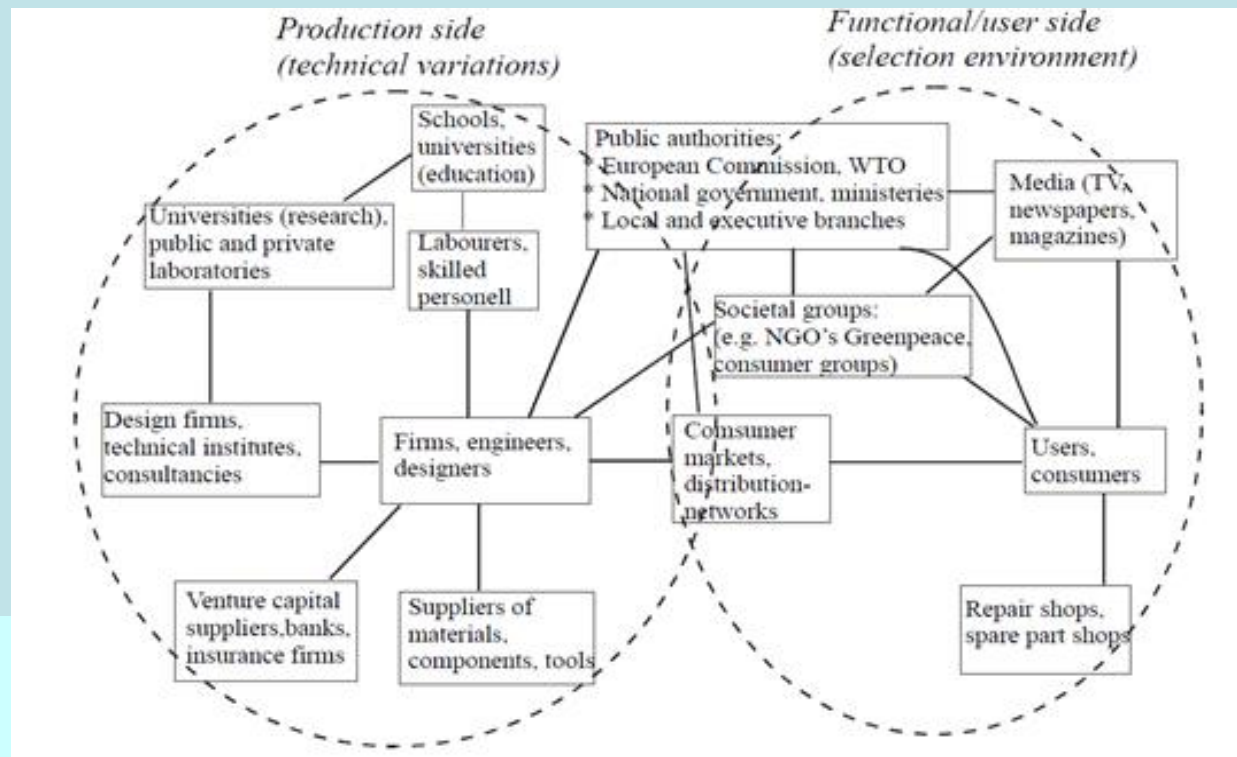 Production side
(technical variations)
Functional/user side
(selection environment)
Schools,
universities
(education)
Public authorities:
* European Commission, WTO
* National government, ministeries
* Local and executive branches
Media (TV,
newspapers,
magazines)
Universities (research),
public and private
laboratories
Labourers,
skilled
personell
Societal groups:
(e.g. NGO's Greenpeace,
consumer groups)
Design firms,
technical institutes,
consultancies
Firms, engineers,
designers
Comsumer
markets,
distribution-
networks
Users,
consumers
Venture capital
suppliers,banks,
insurance firms
Suppliers of
materials,
components, tools
Repair shops,
spare part shops